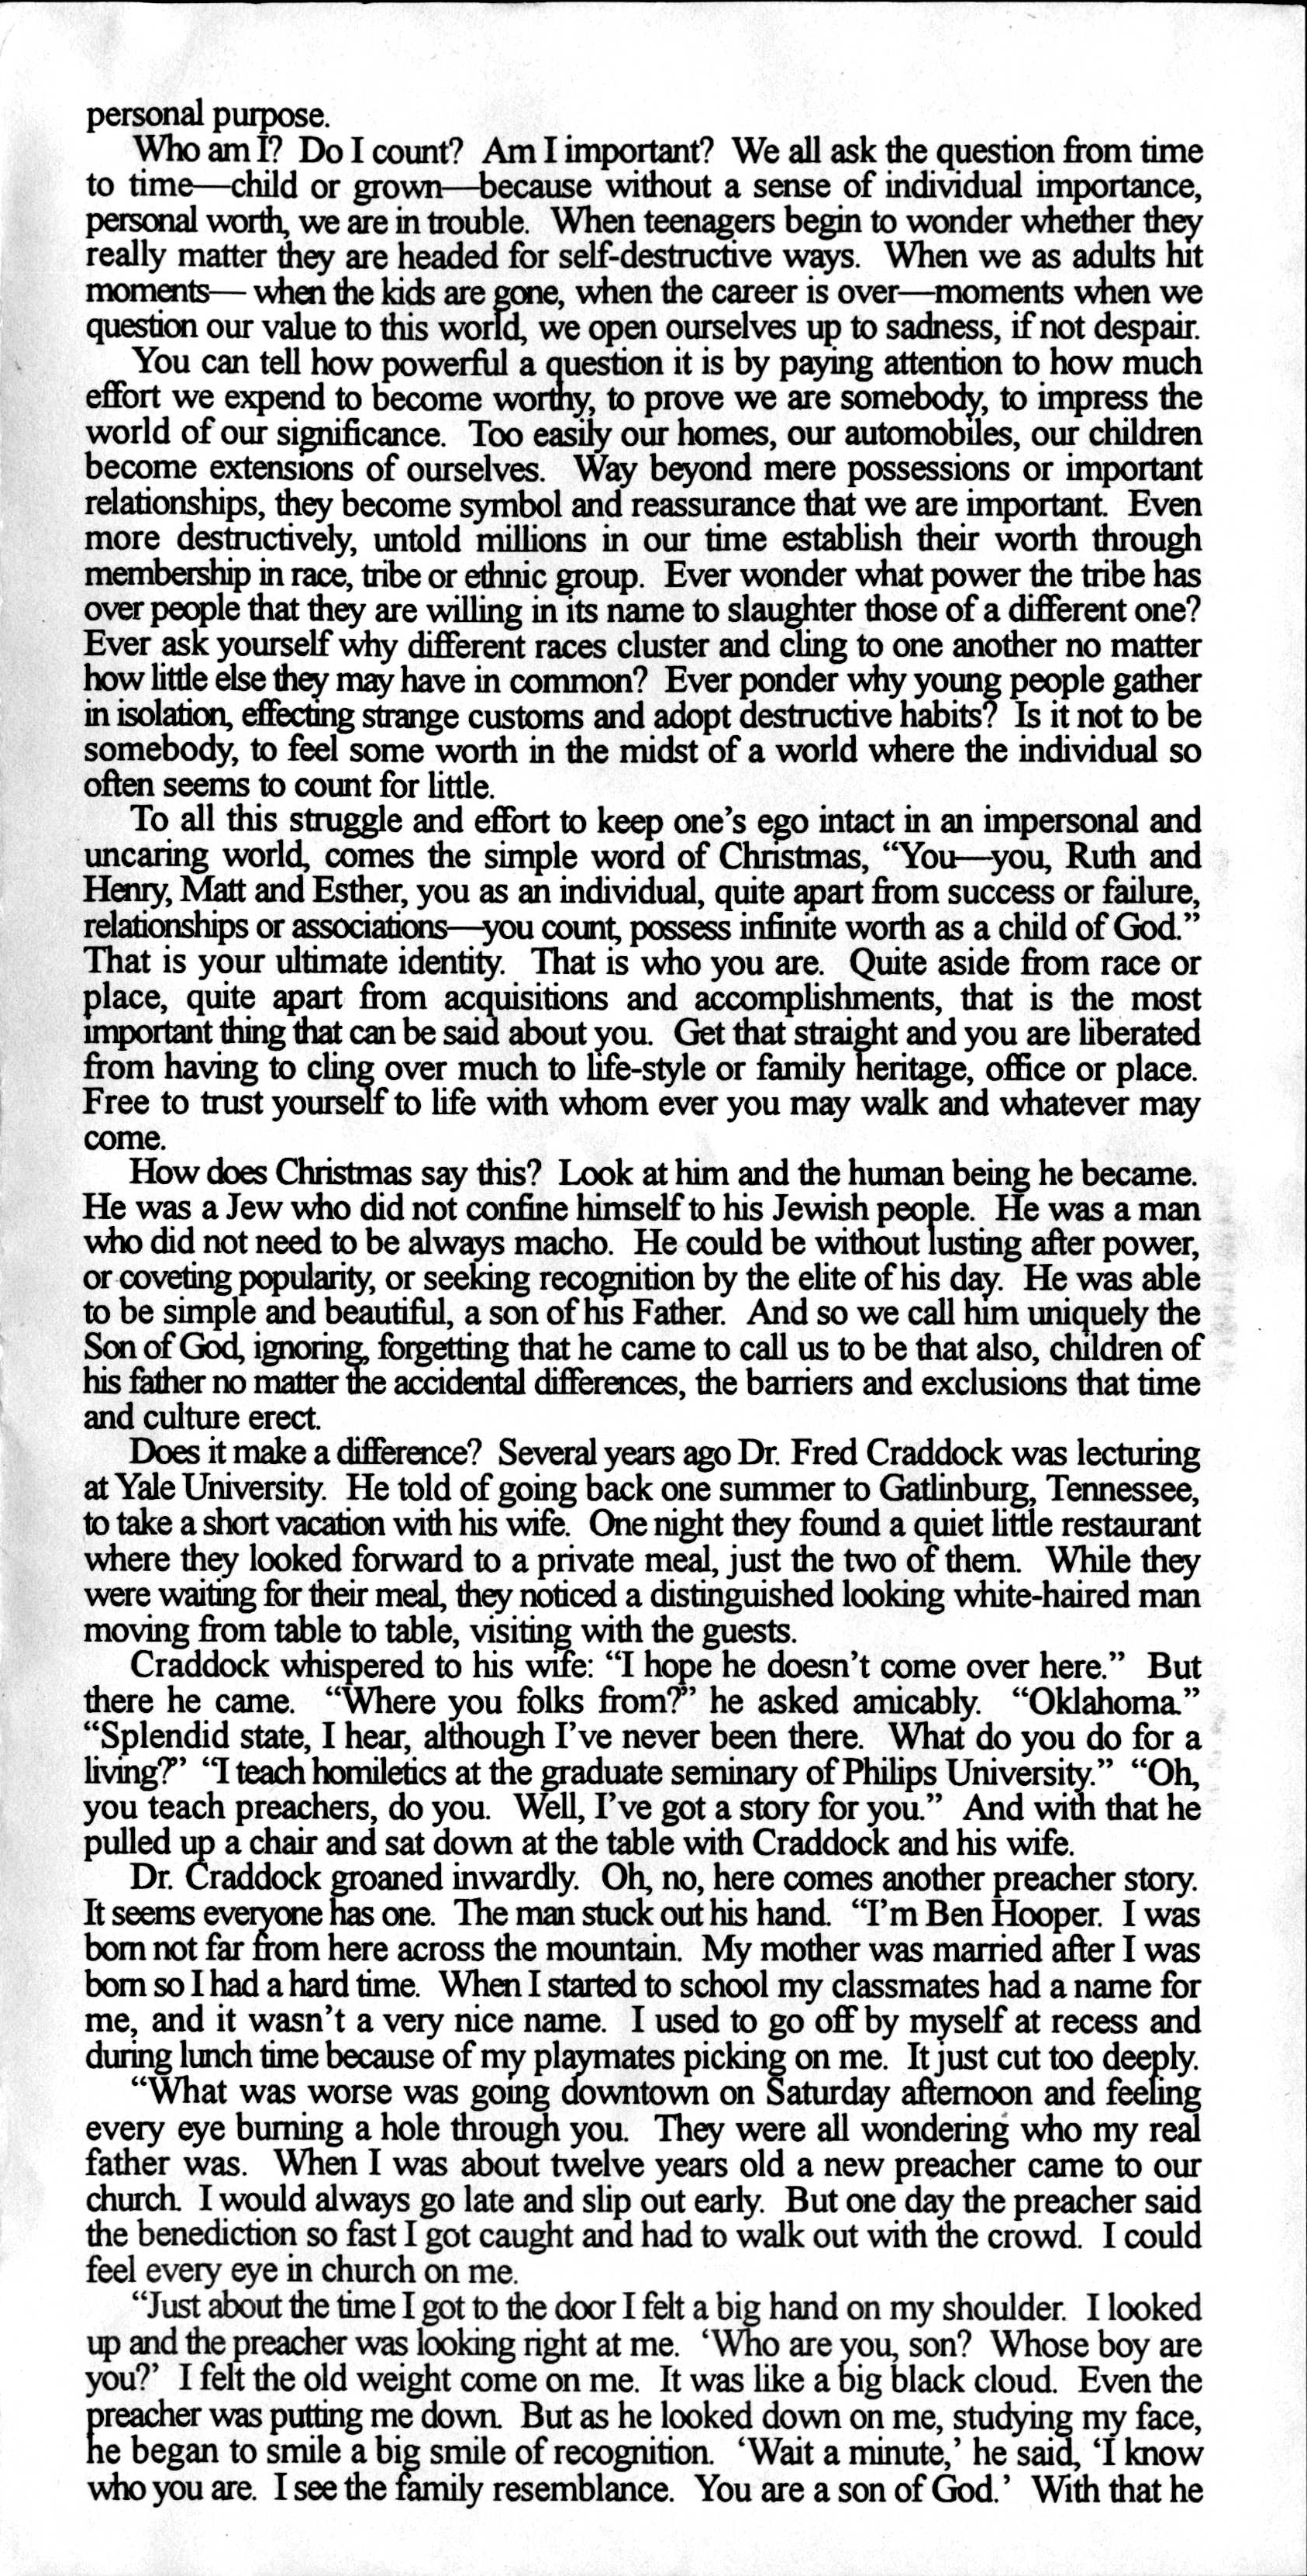 personal purpose.
Who am I? Do I count? Am I important? We all ask the question from time
to time—child or grown—because without a sense of individual importance,
personal worth, we are in trouble. When teenagers begin to wonder whether they
really matter they are headed for self-destructive ways. When we as adults hit
moments— when the kids are gone, when the career is over—moments when we
question our value to this world, we open ourselves up to sadness, if not despair.
You can tell how powerful a question it is by paying attention to how much
effort we expend to become worthy, to prove we are somebody, to impress the
world of our significance. Too easily our homes, our automobiles, our children
become extensions of ourselves. Way beyond mere possessions or important
relationships, they become symbol and reassurance that we are important. Even
more destructively, untold millions in our time establish their worth through
membership in race, tribe or ethnic group. Ever wonder what power the tribe has
over people that they are willing in its name to slaughter those of a different one?
Ever ask yourself why different races cluster and cling to one another no matter
how little else they may have in common? Ever ponder why young people gather
in isolation, effecting strange customs and adopt destructive habits? Is it not to be
somebody, to feel some worth in the midst of a world where the individual so
often seems to count for little.
To all this struggle and effort to keep one's ego intact in an impersonal and
uncaring world, comes the simple word of Christmas, “You—you, Ruth and
Henry, Matt and Esther, you as an individual, quite apart from success or failure,
relationships or associations—you count, possess infinite worth as a child of God.”
That is your ultimate identity. That is who you are. Quite aside from race or
place, quite apart from acquisitions and accomplishments, that is the most
important thing that can be said about you. Get that straight and you are liberated
from having to cling over much to life-style or family heritage, office or place.
Free to trust yourself to life with whom ever you may walk and whatever may
come.
How does Christmas say this? Look at him and the human being he became.
He was a Jew who did not confine himself to his Jewish people. He was a man
who did not need to be always macho. He could be without lusting after power,
or coveting popularity, or seeking recognition by the elite of his day. He was able
to be simple and beautiful, a son of his Father. And so we call him uniquely the
Son of God, ignoring, forgetting that he came to call us to be that also, children of
his father no matter the accidental differences, the barriers and exclusions that time
and culture erect.
Does it make a difference? Several years ago Dr. Fred Craddock was lecturing
at Yale University. He told of going back one summer to Gatlinburg, Tennessee,
to take a short vacation with his wife. One night they found a quiet little restaurant
where they looked forward to a private meal, just the two of them. While they
were waiting for their meal, they noticed a distinguished looking white-haired man
moving from table to table, visiting with the guests.
Craddock whispered to his wife: “I hope he doesn't come over here.” But
there he came. “Where you folks from?” he asked amicably. “Oklahoma.”
“Splendid state, I hear, although I've never been there. What do you do for a
living?” “I teach homiletics at the graduate seminary of Philips University.” “Oh,
you teach preachers, do you. Well, I've got a story for you.” And with that he
pulled up a chair and sat down at the table with Craddock and his wife.
Dr. Craddock groaned inwardly. Oh, no, here comes another preacher story.
It seems everyone has one. The man stuck out his hand. “I'm Ben Hooper. I was
born not far from here across the mountain. My mother was married after I was
born so I had a hard time. When I started to school my classmates had a name for
me, and it wasn't a very nice name. I used to go off by myself at recess and
during lunch time because of my playmates picking on me. It just cut too deeply.
“What was worse was going downtown on Saturday afternoon and feeling
every eye burning a hole through you. They were all wondering who my real
father was. When I was about twelve years old a new preacher came to our
church. I would always go late and slip out early. But one day the preacher said
the benediction so fast I got caught and had to walk out with the crowd. I could
feel every eye in church on me.
“Just about the time I got to the door I felt a big hand on my shoulder. I looked
up and the preacher was looking right at me. ‘Who are you, son? Whose boy are
you?’ I felt the old weight come on me. It was like a big black cloud. Even the
preacher was putting me down. But as he looked down on me, studying my face,
he began to smile a big smile of recognition. ‘Wait a minute,’ he said, ‘I know
who you are. I see the family resemblance. You are a son of God.’ With that he